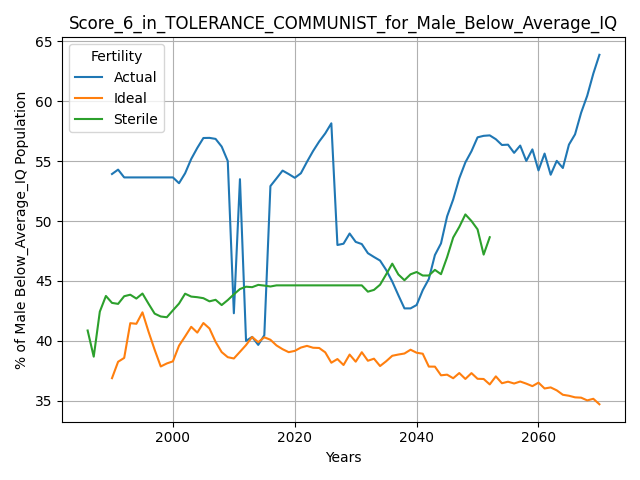 Score_6_in_TOLERANCE_COMMUNIST_for_Male_Below_Average_IQ
65
60
55
50
45
40
35
% of Male Below_Average_IQ Population
Fertility
Actual
Ideal
Sterile
2000
2020
2040
2060
Years